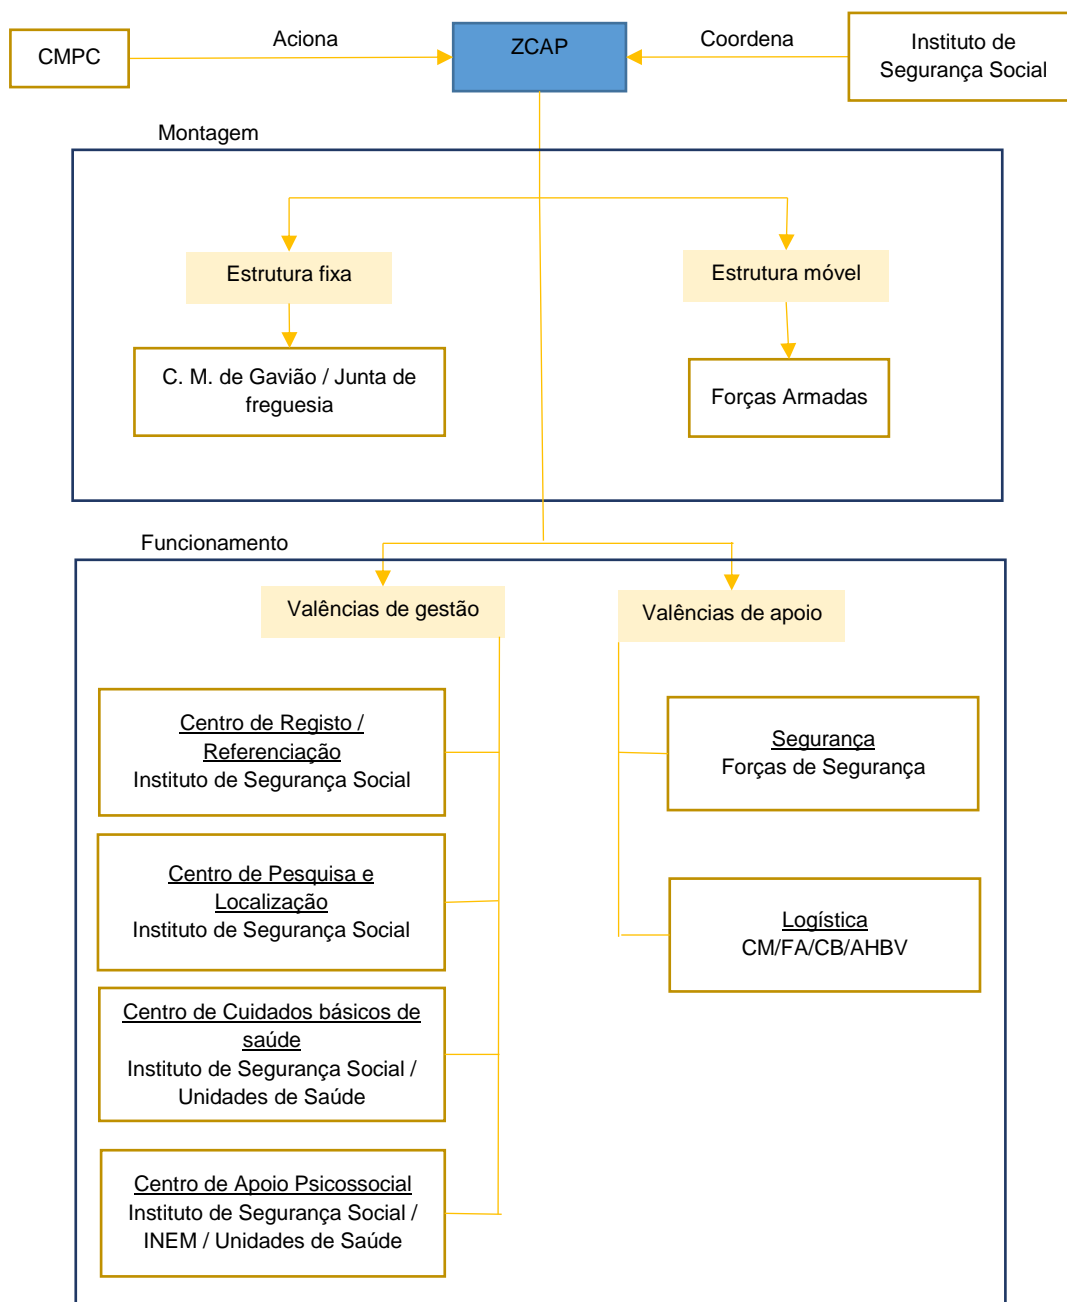 CMPC
Aciona
ZCAP
Coordena
Instituto de
Segurança Social
Montagem
Estrutura fixa
Estrutura móvel
C. M. de Gavião / Junta de
freguesia
Forças Armadas
Funcionamento
Valências de gestão
Valências de apoio
Centro de Registo /
Referenciação
Instituto de Segurança Social
Centro de Pesquisa e
Localização
Instituto de Segurança Social
Centro de Cuidados básicos de
saúde
Instituto de Segurança Social /
Unidades de Saúde
Centro de Apoio Psicossocial
Instituto de Segurança Social /
INEM / Unidades de Saúde
Segurança
Forças de Segurança
Logística
CM/FA/CB/AHBV